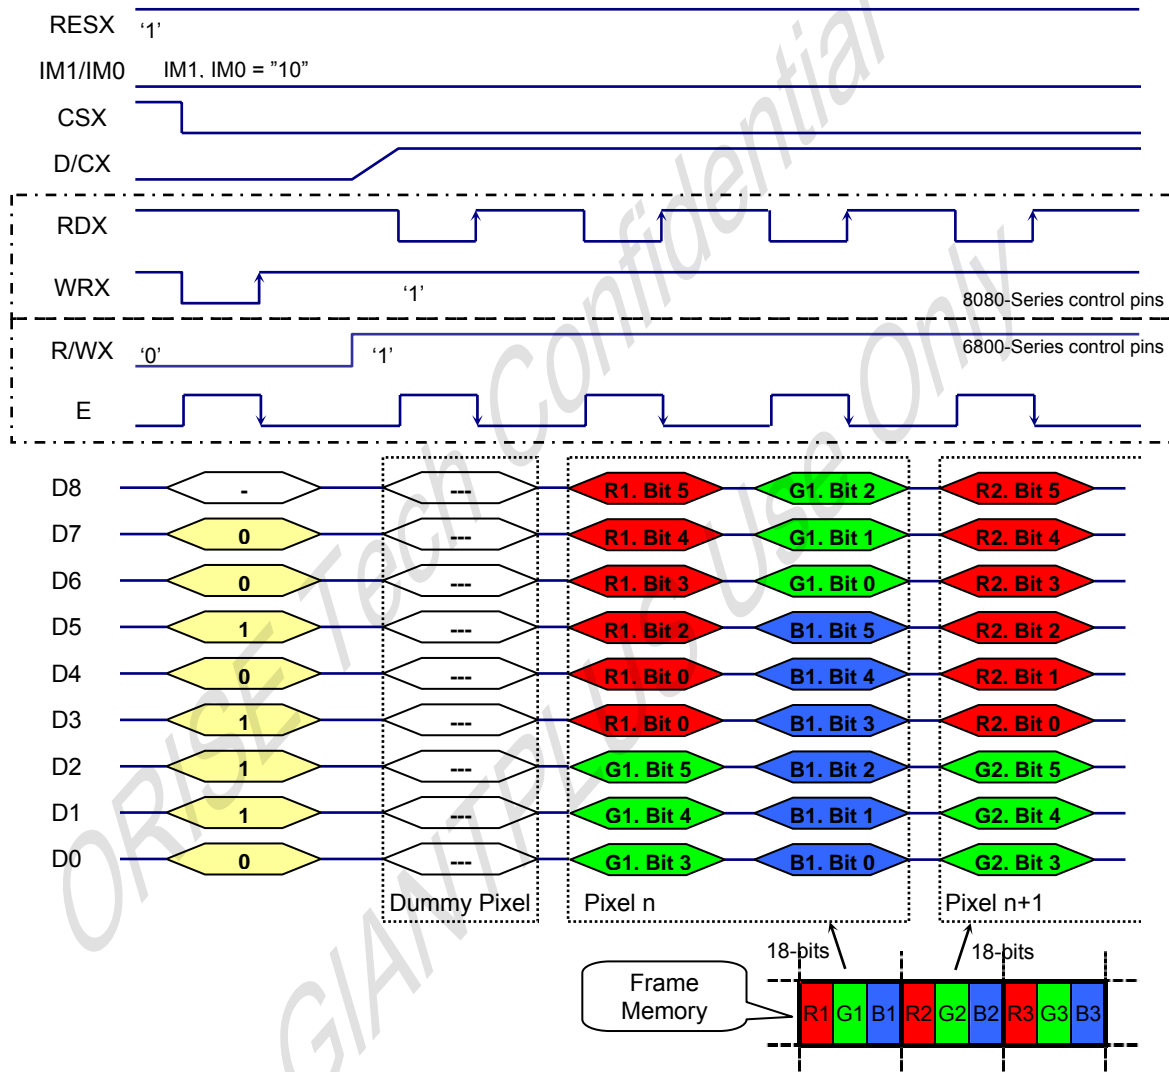 RESX ‘1’
IM1/IM0 IM1, IM0 = ”10”
CSX
D/CX
RDX
WRX ‘1’
8080-Series control pins
R/WX ‘0’ ‘1’
6800-Series control pins
E
D8 - --- R1. Bit 5 G1. Bit 2 R2. Bit 5
D7 0 --- R1. Bit 4 G1. Bit 1 R2. Bit 4
D6 0 --- R1. Bit 3 G1. Bit 0 R2. Bit 3
D5 1 --- R1. Bit 2 B1. Bit 5 R2. Bit 2
D4 0 --- R1. Bit 0 B1. Bit 4 R2. Bit 1
D3 1 --- R1. Bit 0 B1. Bit 3 R2. Bit 0
D2 1 --- G1. Bit 5 B1. Bit 2 G2. Bit 5
D1 1 --- G1. Bit 4 B1. Bit 1 G2. Bit 4
D0 0 --- G1. Bit 3 B1. Bit 0 G2. Bit 3
Dummy Pixel Pixel n Pixel n+1
18-bits 18-bits
Frame
Memory
R1 G1 B1 R2 G2 B2 R3 G3 B3
ORISE Tech Confidential
GIANTPLUS Use Only